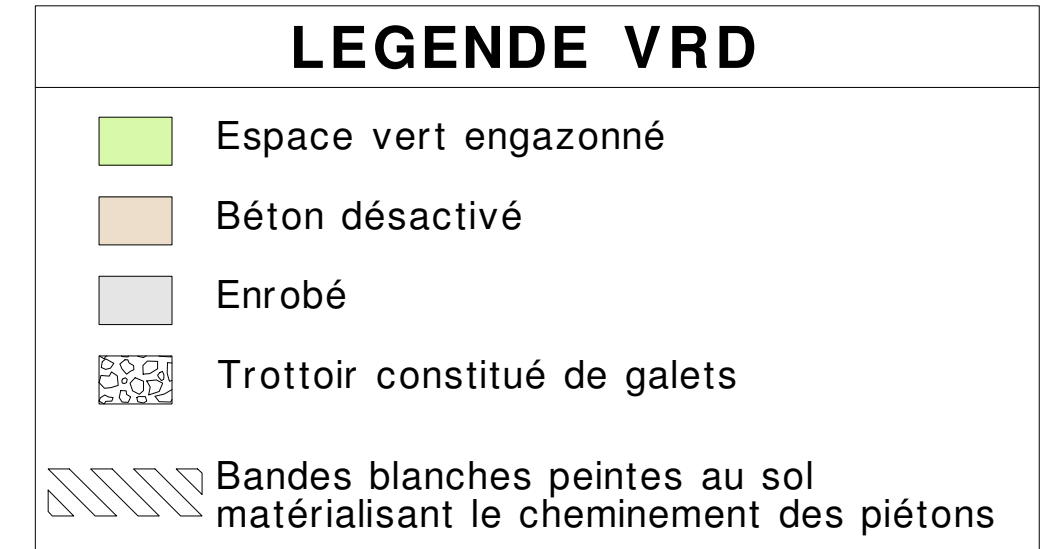 LEGENDE VRD
Espace vert engazonné
Béton désactivé
Enrobé
Trottoir constitué de galets
Bandes blanches peintes au sol
matérialisant le cheminement des piétons